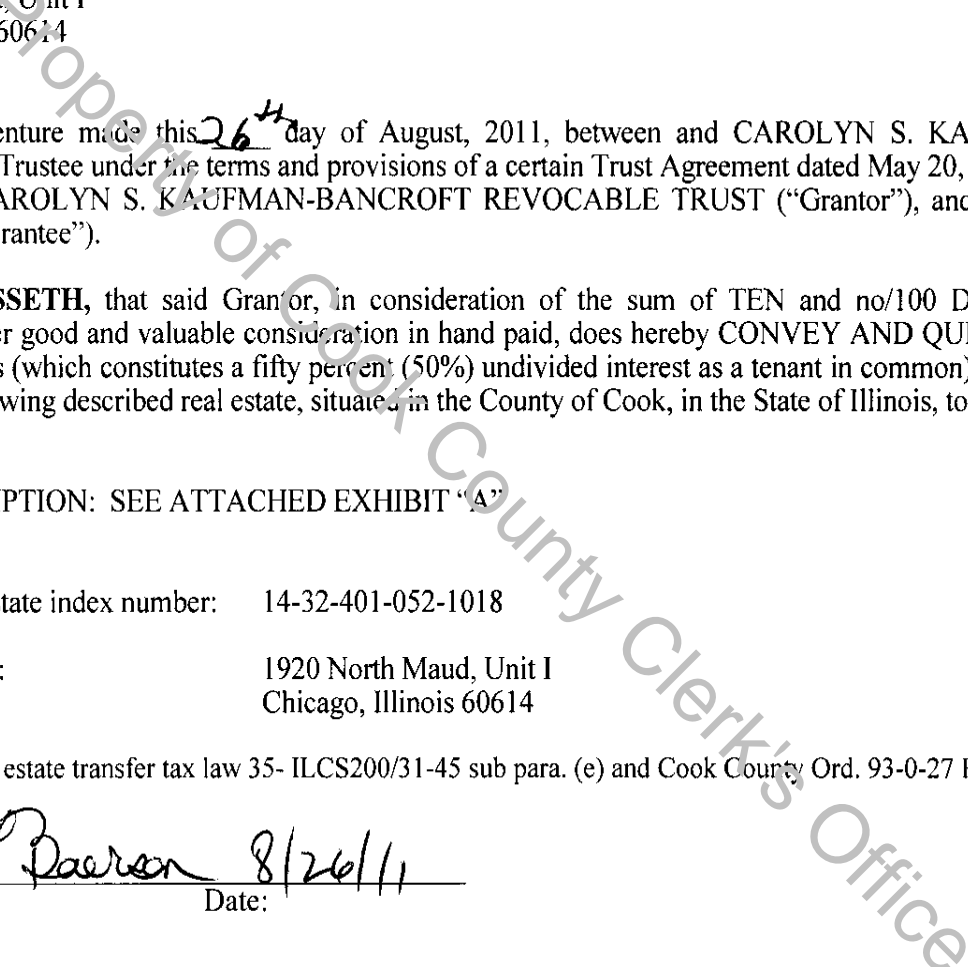 , Unit I
60614
enture made this 26th day of August, 2011, between and CAROLYN S. KA
Trustee under the terms and provisions of a certain Trust Agreement dated May 20,
AROLYN S. KAUFMAN-BANCROFT REVOCABLE TRUST (“Grantor”), and
rantee”).
SSETH, that said Grantor, in consideration of the sum of TEN and no/100 D
er good and valuable consideration in hand paid, does hereby CONVEY AND QUI
s (which constitutes a fifty percent (50%) undivided interest as a tenant in common)
wing described real estate, situated in the County of Cook, in the State of Illinois, to
PTION: SEE ATTACHED EXHIBIT “A”
state index number: 14-32-401-052-1018
: 1920 North Maud, Unit I
Chicago, Illinois 60614
estate transfer tax law 35- ILCS200/31-45 sub para. (e) and Cook County Ord. 93-0-27 P
8/26/11
Date:
Property of Cook County Clerk's Office